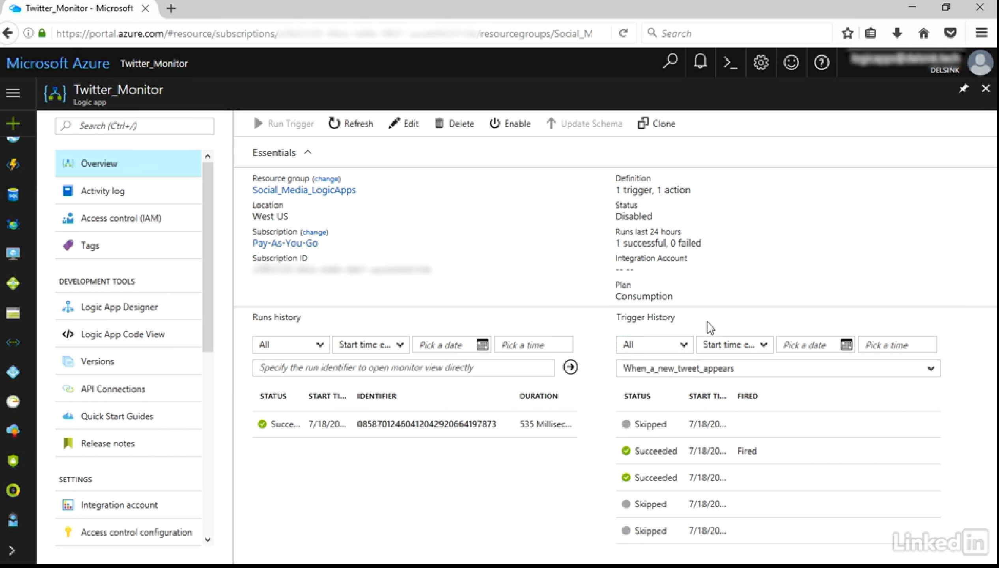 Twitter_Monitor - Microsoft
https://portal.azure.com/#resource/subscriptions/
/resourcegroups/Social_M
Search
Microsoft Azure
Twitter_Monitor
DELSINK
Twitter_Monitor
Logic app
Search (Ctrl+/)
Overview
Activity log
Access control (IAM)
Tags
DEVELOPMENT TOOLS
Logic App Designer
Logic App Code View
Versions
API Connections
Quick Start Guides
Release notes
SETTINGS
Integration account
Access control configuration
Run Trigger
Refresh
Edit
Delete
Enable
Update Schema
Clone
Essentials
Resource group (change)
Social_Media_LogicApps
Location
West US
Subscription (change)
Pay-As-You-Go
Subscription ID
Definition
1 trigger, 1 action
Status
Disabled
Runs last 24 hours
1 successful, 0 failed
Integration Account
-- --
Plan
Consumption
Runs history
All
Start time e...
Pick a date
Pick a time
Specify the run identifier to open monitor view directly
STATUS START TI... IDENTIFIER DURATION
Succe... 7/18/20... 08587012460412042920664197873 535 Millisec...
Trigger History
All
Start time e...
Pick a date
Pick a time
When_a_new_tweet_appears
STATUS START TI... FIRED
Skipped 7/18/20...
Succeeded 7/18/20... Fired
Succeeded 7/18/20...
Skipped 7/18/20...
Skipped 7/18/20...
Linked in